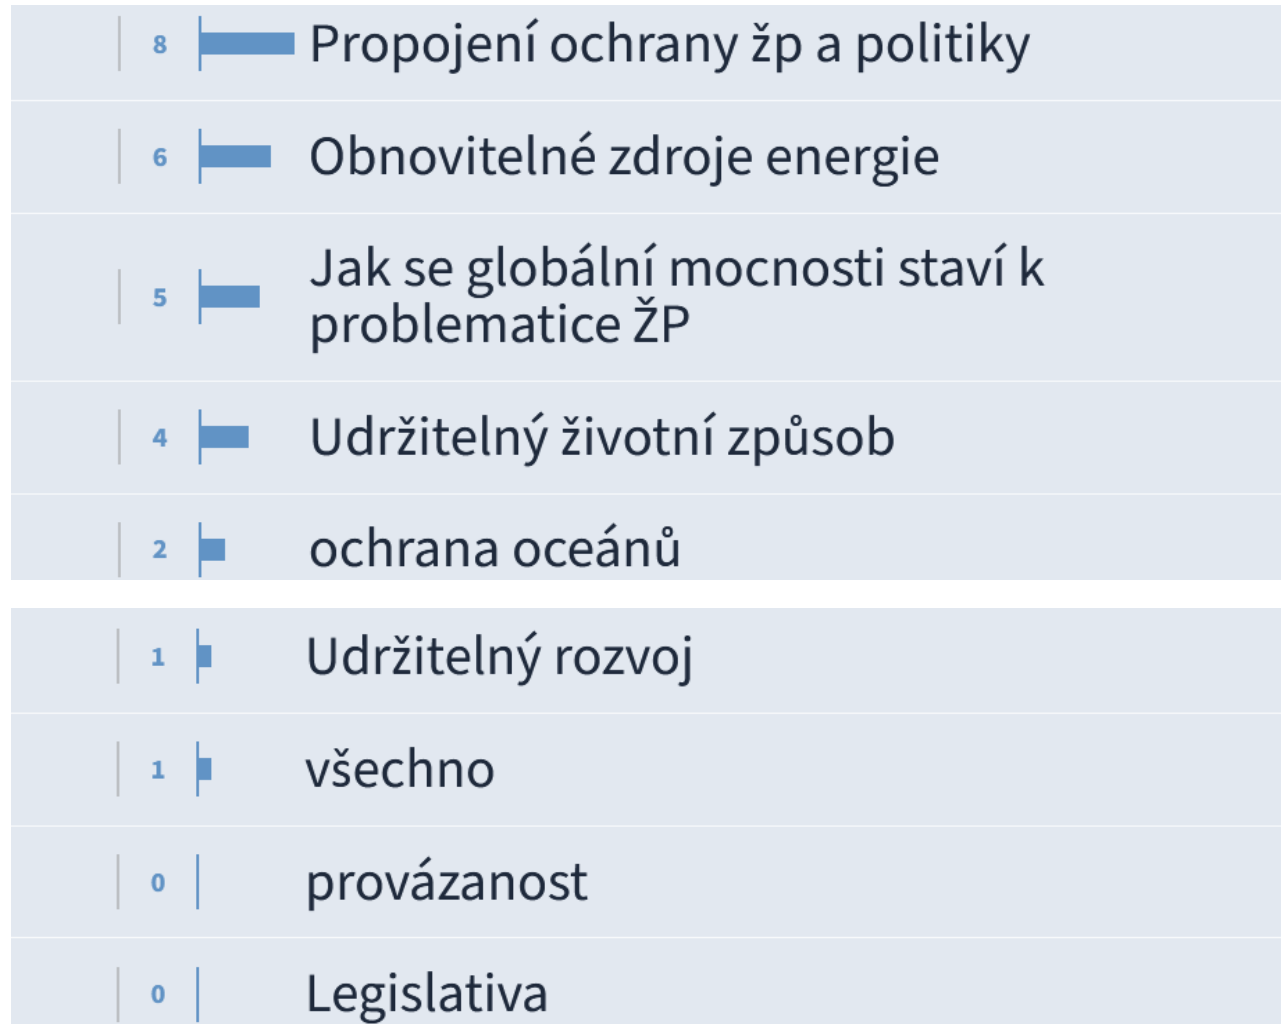 8 Propojení ochrany žp a politiky
6 Obnovitelné zdroje energie
5 Jak se globální mocnosti staví k
problematice ŽP
4 Udržitelný životní způsob
2 ochrana oceánů
1 Udržitelný rozvoj
1 všechno
0 provázanost
0 Legislativa